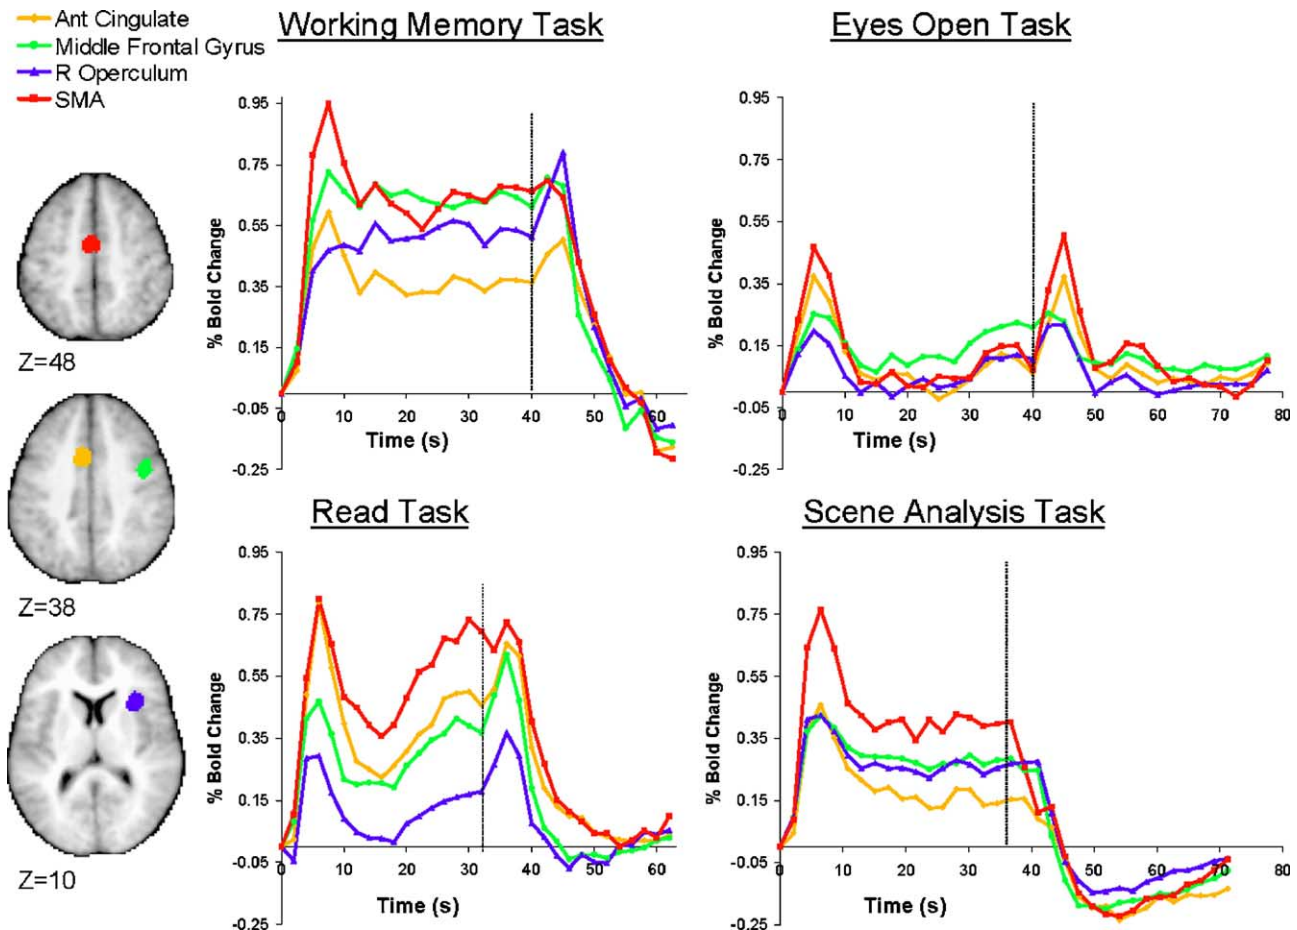 Ant Cingulate
Middle Frontal Gyrus
R Operculum
SMA
Z=48
Z=38
Z=10
Working Memory Task
% Bold Change
0.95
0.75
0.55
0.35
0.15
-0.05
-0.25
0 10 20 30 40 50 60
Time (s)
Eyes Open Task
% Bold Change
0.95
0.75
0.55
0.35
0.15
-0.05
-0.25
0 10 20 30 40 50 60 70 80
Time (s)
Read Task
% Bold Change
0.95
0.75
0.55
0.35
0.15
-0.05
-0.25
0 10 20 30 40 50 60
Time (s)
Scene Analysis Task
% Bold Change
0.95
0.75
0.55
0.35
0.15
-0.05
-0.25
0 10 20 30 40 50 60 70 80
Time (s)